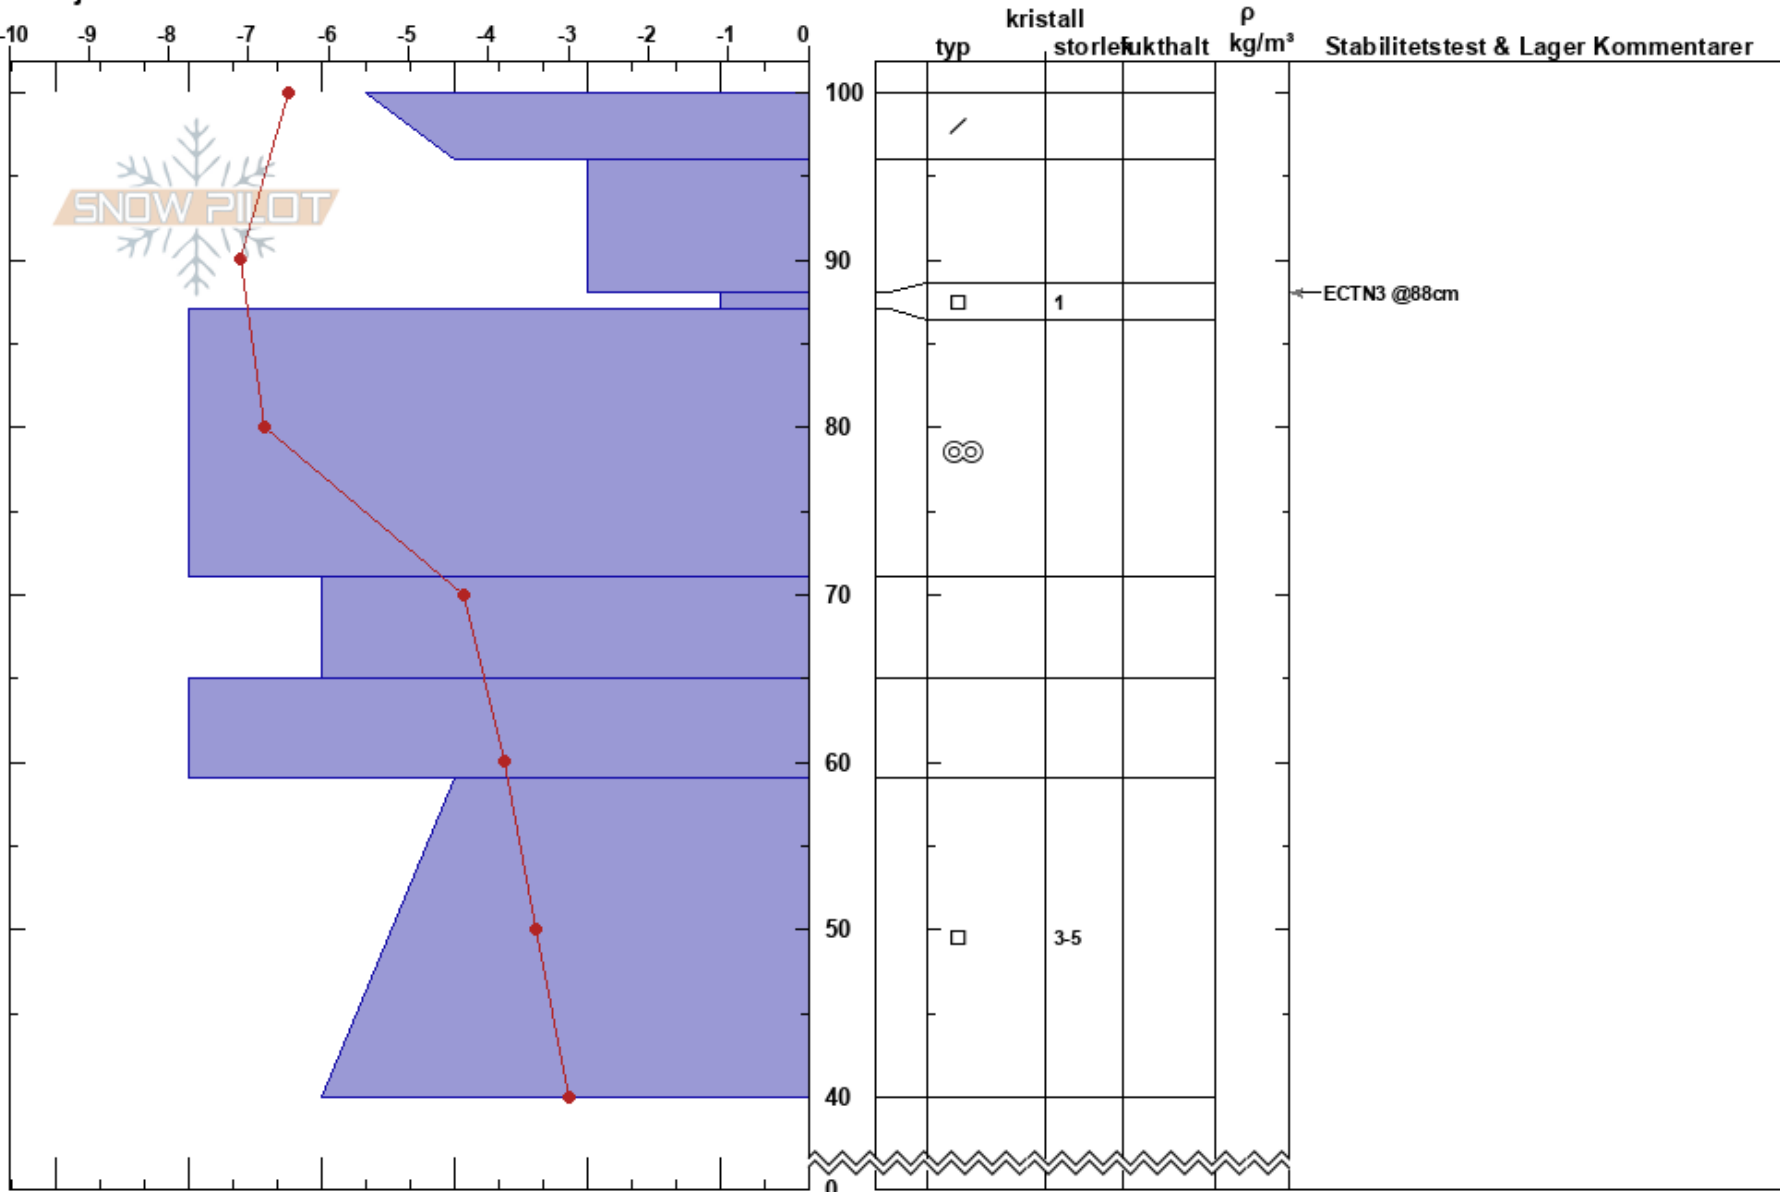 kristall
ρ
-10 -9 -8 -7 -6 -5 -4 -3 -2 -1 0
typ storlek fukthalt kg/m³ Stabilitetstest & Lager Kommentarer
100
SNOW PILOT
90
1
ECTN3 @88cm
80
70
60
50
3-5
40
0